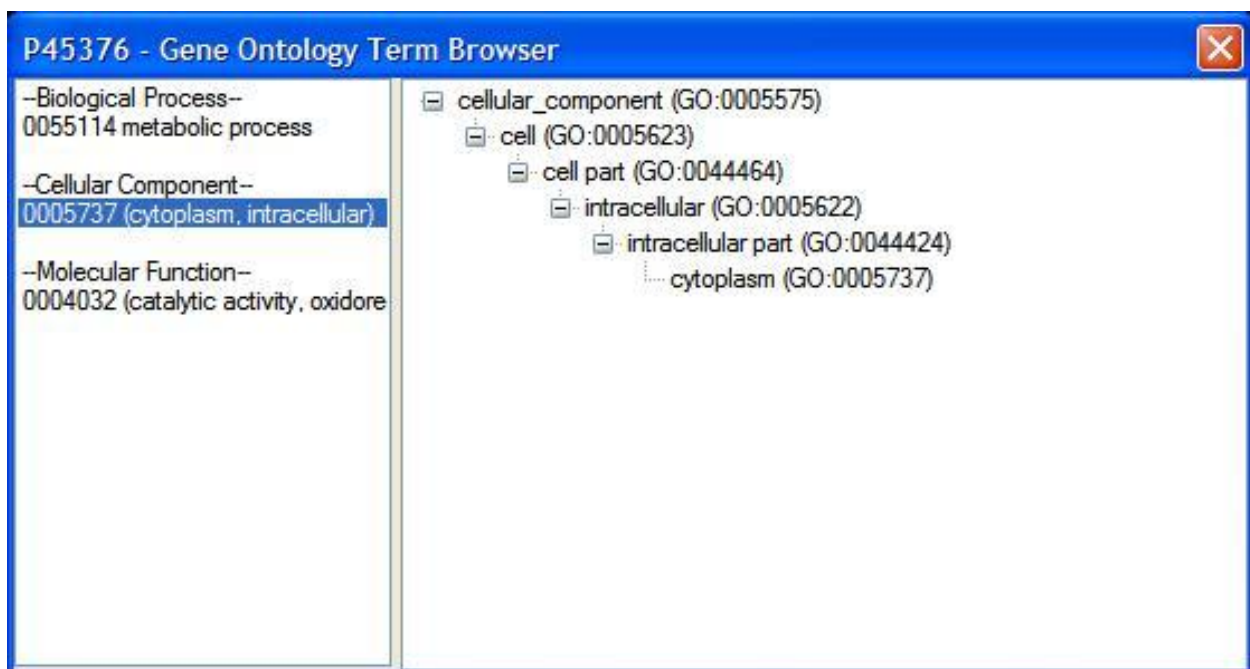 P45376 - Gene Ontology Term Browser
--Biological Process--
0055114 metabolic process
--Cellular Component--
0005737 (cytoplasm, intracellular)
--Molecular Function--
0004032 (catalytic activity, oxidore
cellular_component (GO:0005575)
cell (GO:0005623)
cell part (GO:0044464)
intracellular (GO:0005622)
intracellular part (GO:0044424)
cytoplasm (GO:0005737)